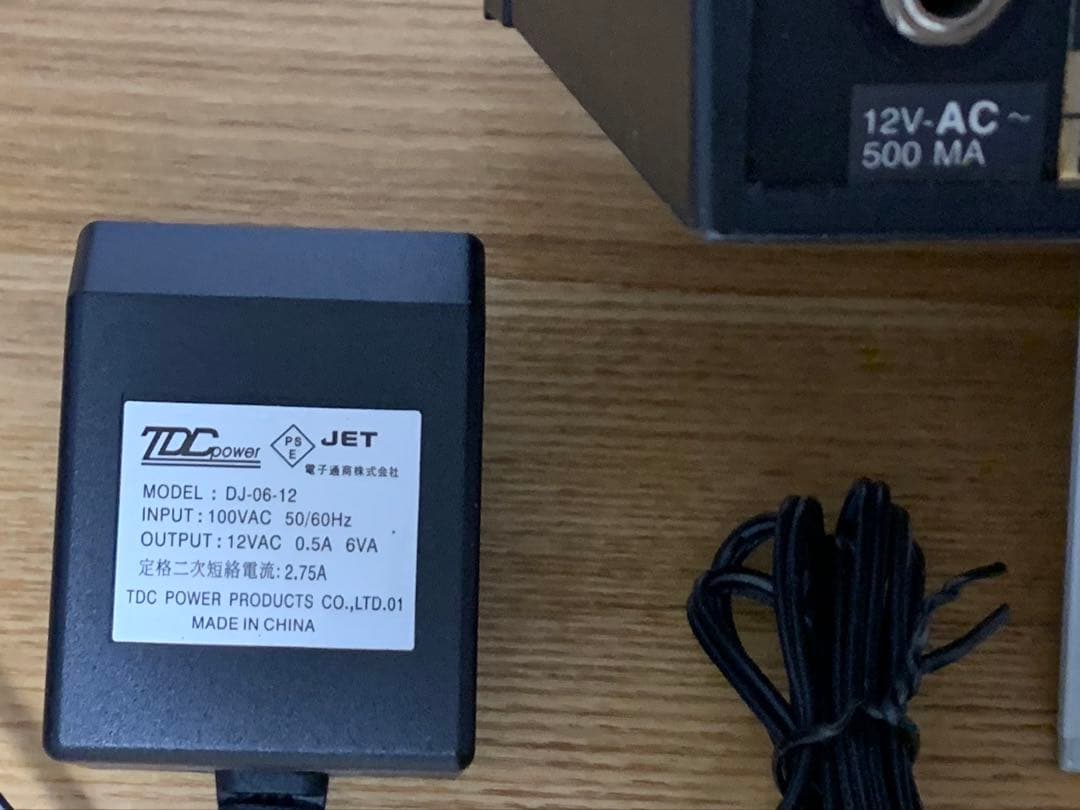 12V-AC~
500 MA
TDC power PS E JET
電子通商株式会社
MODEL : DJ-06-12
INPUT : 100VAC 50/60Hz
OUTPUT : 12VAC 0.5A 6VA
定格二次短絡電流: 2.75A
TDC POWER PRODUCTS CO.,LTD.01
MADE IN CHINA